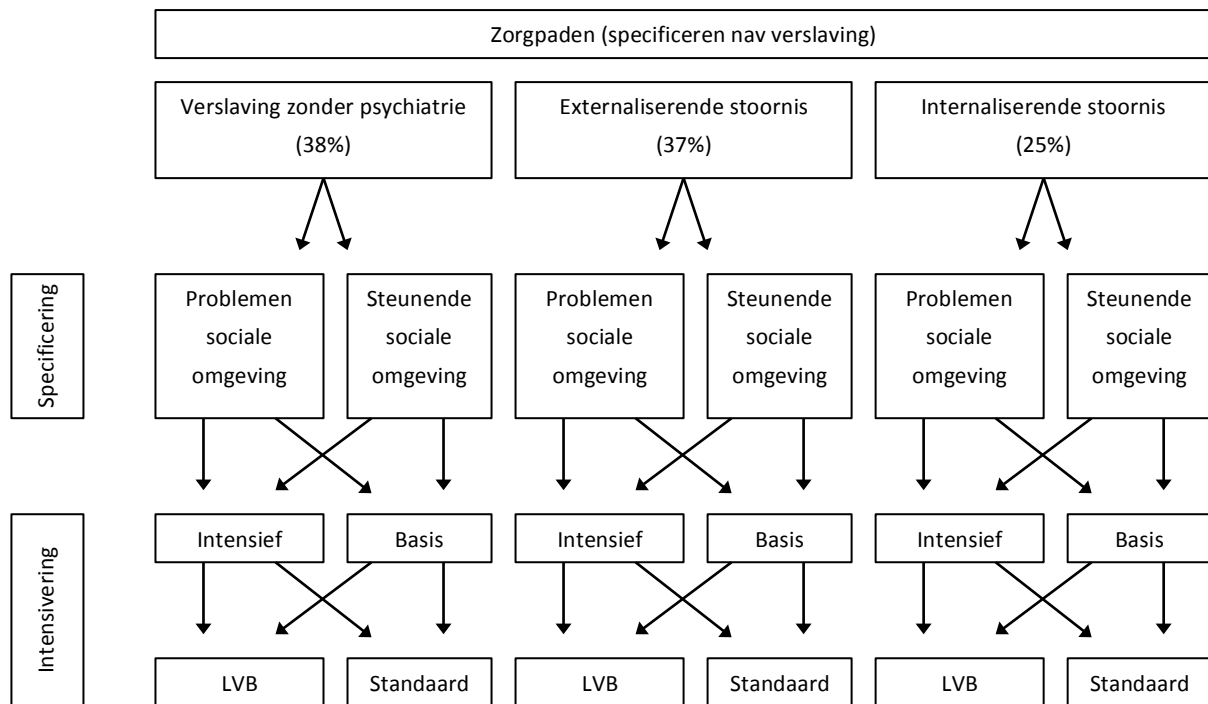 Zorgpaden (specificeren nav verslaving)
Verslaving zonder psychiatrie
(38%)
Externaliserende stoornis
(37%)
Internaliserende stoornis
(25%)
Specificering
Problemen
sociale
omgeving
Steunende
sociale
omgeving
Problemen
sociale
omgeving
Steunende
sociale
omgeving
Problemen
sociale
omgeving
Steunende
sociale
omgeving
Intensivering
Intensief
Basis
Intensief
Basis
Intensief
Basis
LVB
Standaard
LVB
Standaard
LVB
Standaard